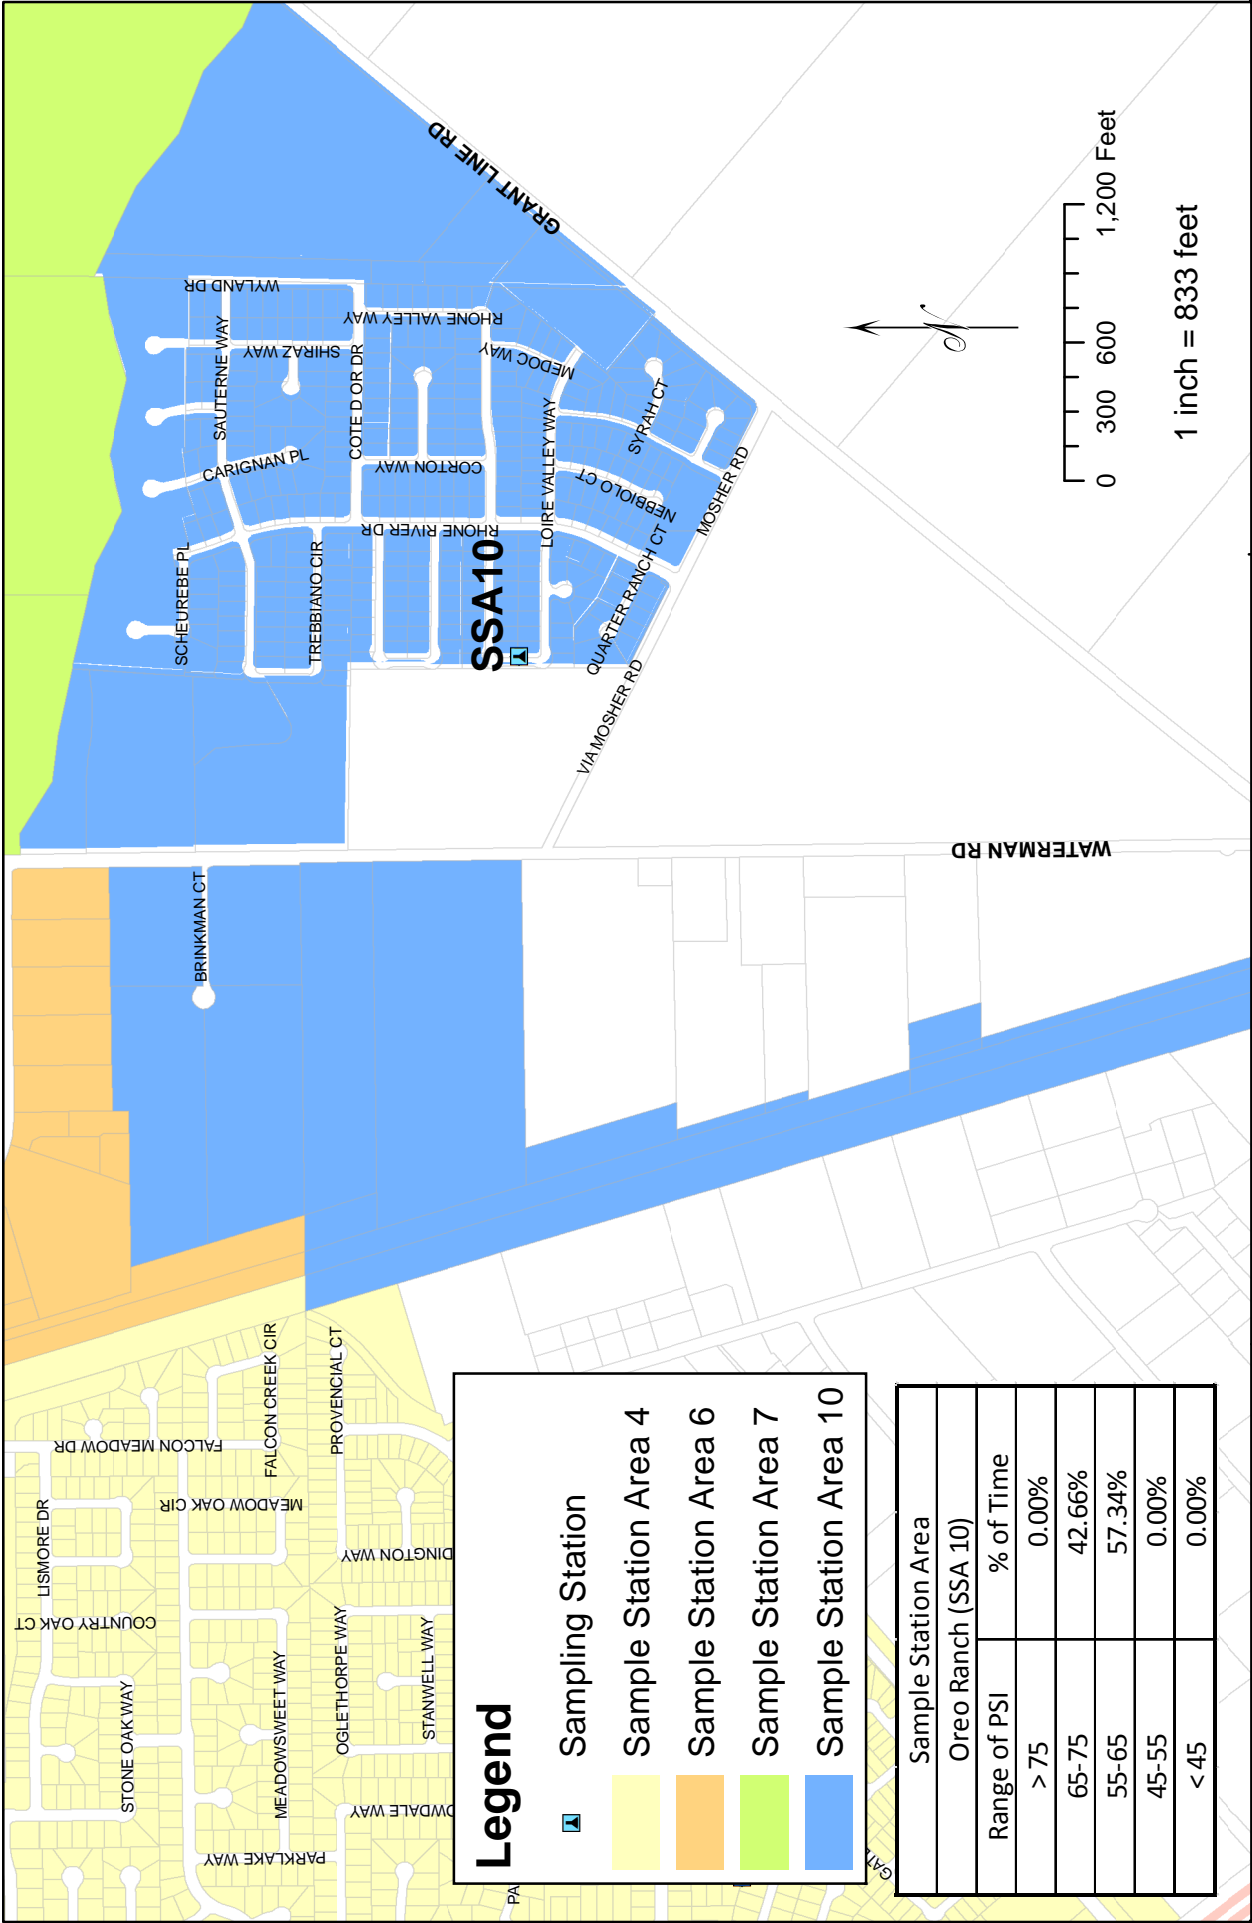 LISMORE DR
COUNTRY OAK CT
STONE OAK WAY
FALCON MEADOW DR
MEADOW OAK CIR
FALCON CREEK CIR
MEADOWSWEET WAY
PARKLAKE WAY
PROVENCIAL CT
OGLETHORPE WAY
DINGTON WAY
STANWELL WAY
OWDALE WAY
PA
GATE
BRINKMAN CT
WATERMAN RD
SCHEUREBE PL
CARIGNAN PL
SAUTERNE WAY
SHIRAZ WAY
WYLAND DR
TREBBIANO CIR
COTE D OR DR
RHONE RIVER DR
CORTON WAY
RHONE VALLEY WAY
SSA10
LOIRE VALLEY WAY
MEDOC WAY
NEBBIOLO CT
SYRAH CT
QUARTER RANCH CT
VIA MOSHER RD
MOSHER RD
GRANT LINE RD
Legend
Sampling Station
Sample Station Area 4
Sample Station Area 6
Sample Station Area 7
Sample Station Area 10
Sample Station Area
Oreo Ranch (SSA 10)
Range of PSI % of Time
> 75 0.00%
65-75 42.66%
55-65 57.34%
45-55 0.00%
< 45 0.00%
N
0 300 600 1,200 Feet
1 inch = 833 feet